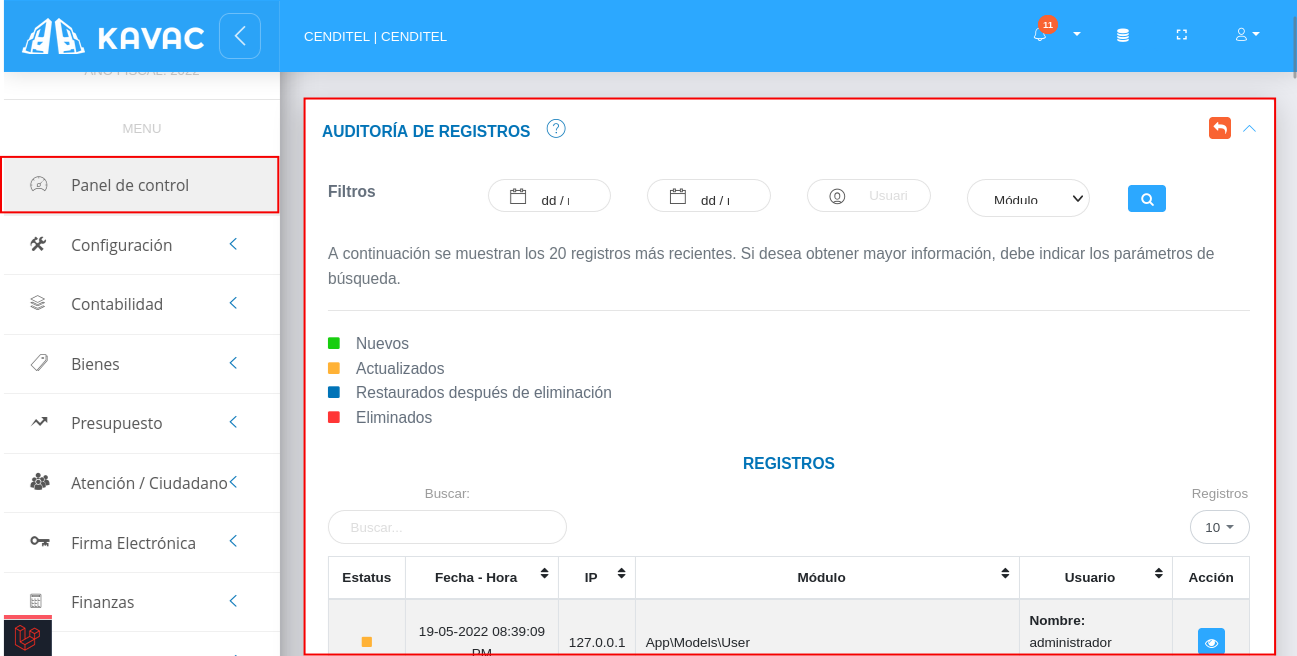 KAVAC
CENDITEL | CENDITEL
11
AÑO FISCAL: 2022
MENU
Panel de control
Configuración
Contabilidad
Bienes
Presupuesto
Atención / Ciudadano
Firma Electrónica
Finanzas
AUDITORÍA DE REGISTROS ?
Filtros
dd /
dd /
Usuari
Módulo
A continuación se muestran los 20 registros más recientes. Si desea obtener mayor información, debe indicar los parámetros de
búsqueda.
Nuevos
Actualizados
Restaurados después de eliminación
Eliminados
REGISTROS
Buscar:
Registros
Buscar...
10
Estatus Fecha - Hora IP Módulo Usuario Acción
19-05-2022 08:39:09
PM
127.0.0.1
App\Models\User
Nombre:
administrador